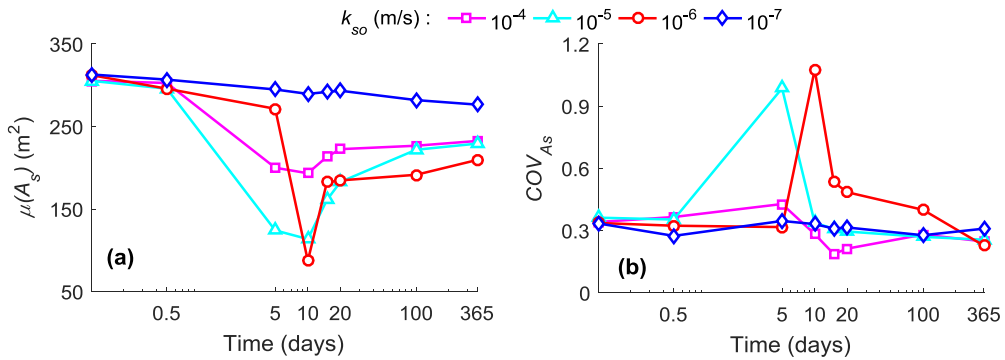 k_so (m/s) : 10^-4 10^-5 10^-6 10^-7
350
250
150
50
μ(A_s) (m^2)
(a)
0.5 5 10 20 100 365
Time (days)
1.2
0.9
0.6
0.3
0
COV_As
(b)
0.5 5 10 20 100 365
Time (days)